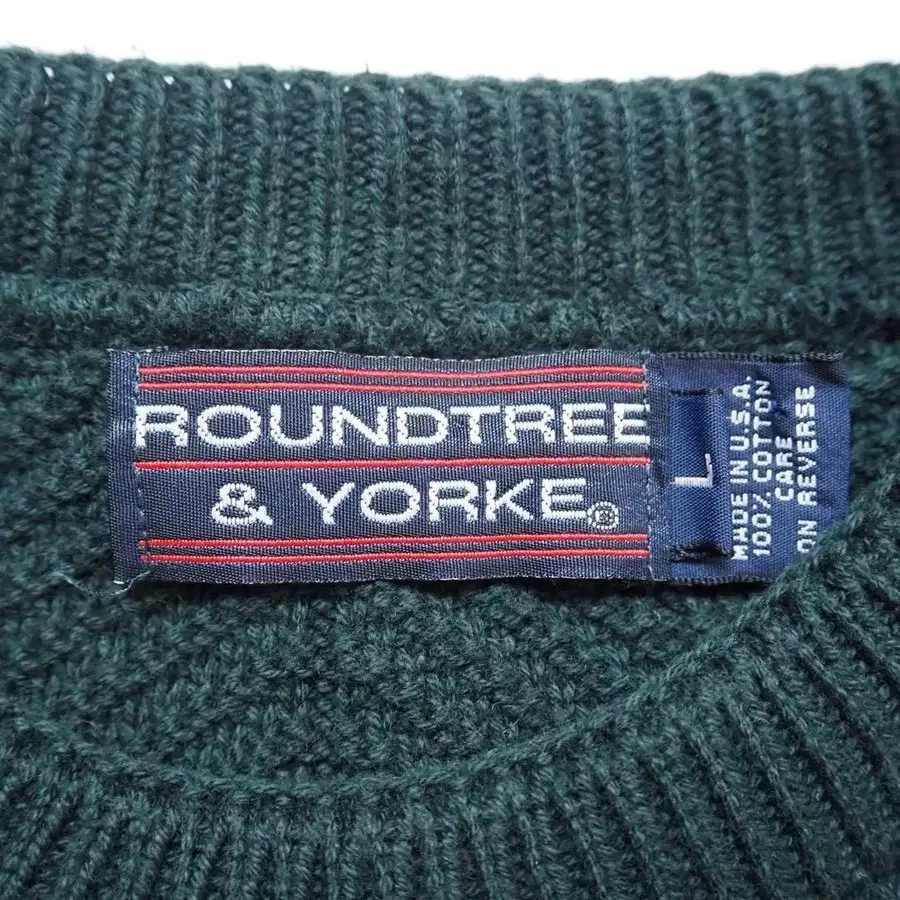 ROUNDTREE
& YORKE®
L
MADE IN U.S.A.
100% COTTON
CARE
ON REVERSE